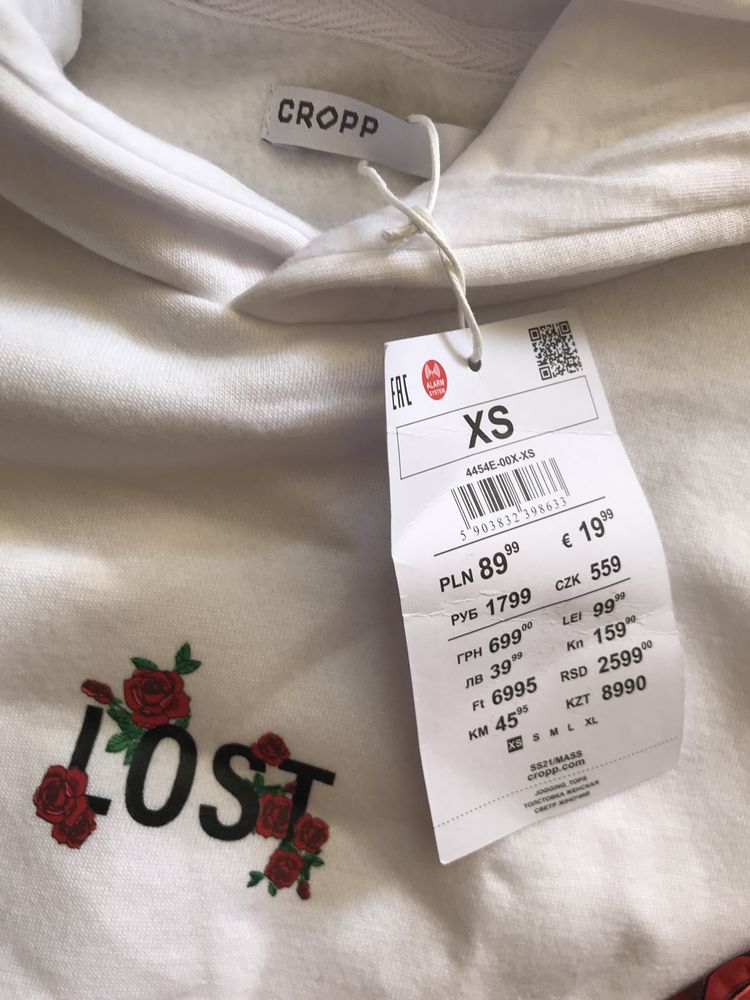 CROPP
EAC
ALARM
SYSTEM
XS
4454E-00X-XS
5 903832 398633
PLN 89 99
€ 19 99
РУБ 1799
CZK 559
ГРН 699 00
LEI 99 99
ЛВ 39 99
Kn 159 90
Ft 6995
RSD 2599 00
KM 45 95
KZT 8990
XS S M L XL
SS21/MASS
cropp.com
JOGGING TOPS
ТОЛСТОВКА ЖЕНСКАЯ
СВЕТР ЖІНОЧИЙ
LOST